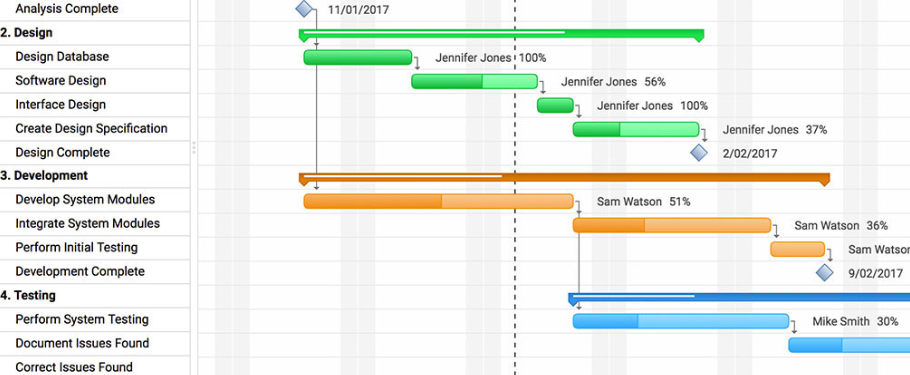 Analysis Complete 11/01/2017
2. Design
Design Database Jennifer Jones 100%
Software Design Jennifer Jones 56%
Interface Design Jennifer Jones 100%
Create Design Specification Jennifer Jones 37%
Design Complete 2/02/2017
3. Development
Develop System Modules Sam Watson 51%
Integrate System Modules Sam Watson 36%
Perform Initial Testing Sam Watson
Development Complete 9/02/2017
4. Testing
Perform System Testing Mike Smith 30%
Document Issues Found
Correct Issues Found